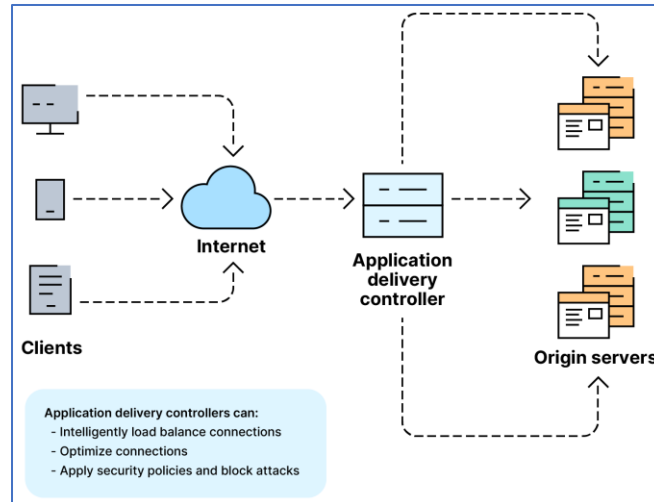 Internet
Application
delivery
controller
Clients
Origin servers
Application delivery controllers can:
- Intelligently load balance connections
- Optimize connections
- Apply security policies and block attacks